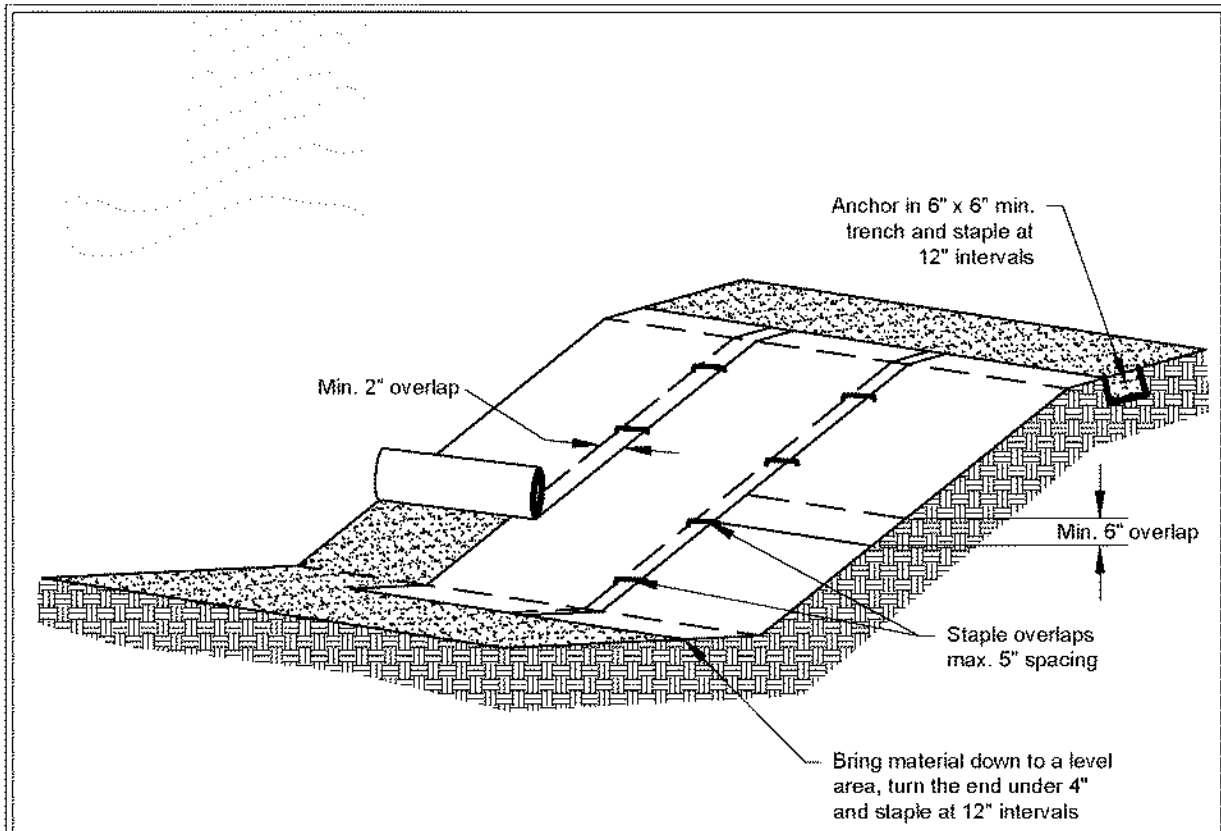 Anchor in 6" x 6" min.
trench and staple at
12" intervals
Min. 2" overlap
Min. 6" overlap
Staple overlaps
max. 5" spacing
Bring material down to a level
area, turn the end under 4"
and staple at 12" intervals